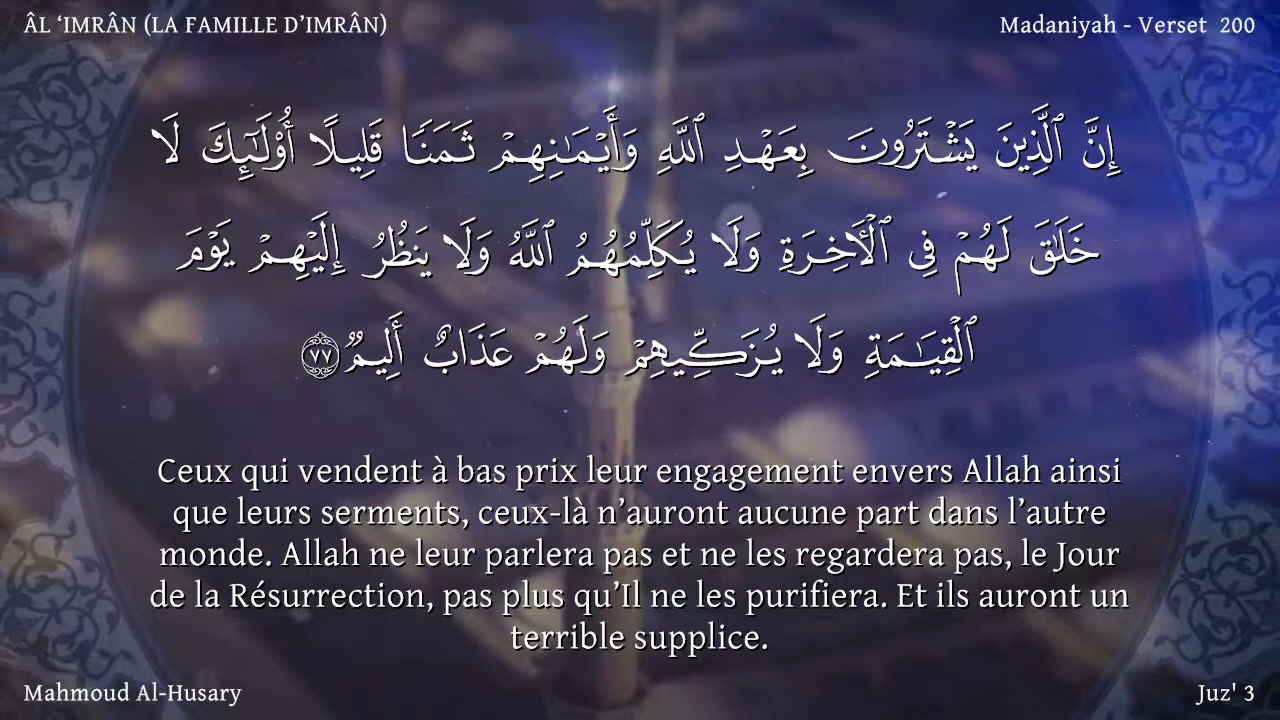 ÂL ‘IMRÂN (LA FAMILLE D’IMRÂN)
Madaniyah - Verset 200
إِنَّ ٱلَّذِينَ يَشْتَرُونَ بِعَهْدِ ٱللَّهِ وَأَيْمَـٰنِهِمْ ثَمَنًا قَلِيلًا أُو۟لَـٰٓئِكَ لَا
خَلَـٰقَ لَهُمْ فِى ٱلْـَٔاخِرَةِ وَلَا يُكَلِّمُهُمُ ٱللَّهُ وَلَا يَنظُرُ إِلَيْهِمْ يَوْمَ
ٱلْقِيَـٰمَةِ وَلَا يُزَكِّيهِمْ وَلَهُمْ عَذَابٌ أَلِيمٌ ٧٧
Ceux qui vendent à bas prix leur engagement envers Allah ainsi
que leurs serments, ceux-là n’auront aucune part dans l’autre
monde. Allah ne leur parlera pas et ne les regardera pas, le Jour
de la Résurrection, pas plus qu’Il ne les purifiera. Et ils auront un
terrible supplice.
Mahmoud Al-Husary
Juz' 3